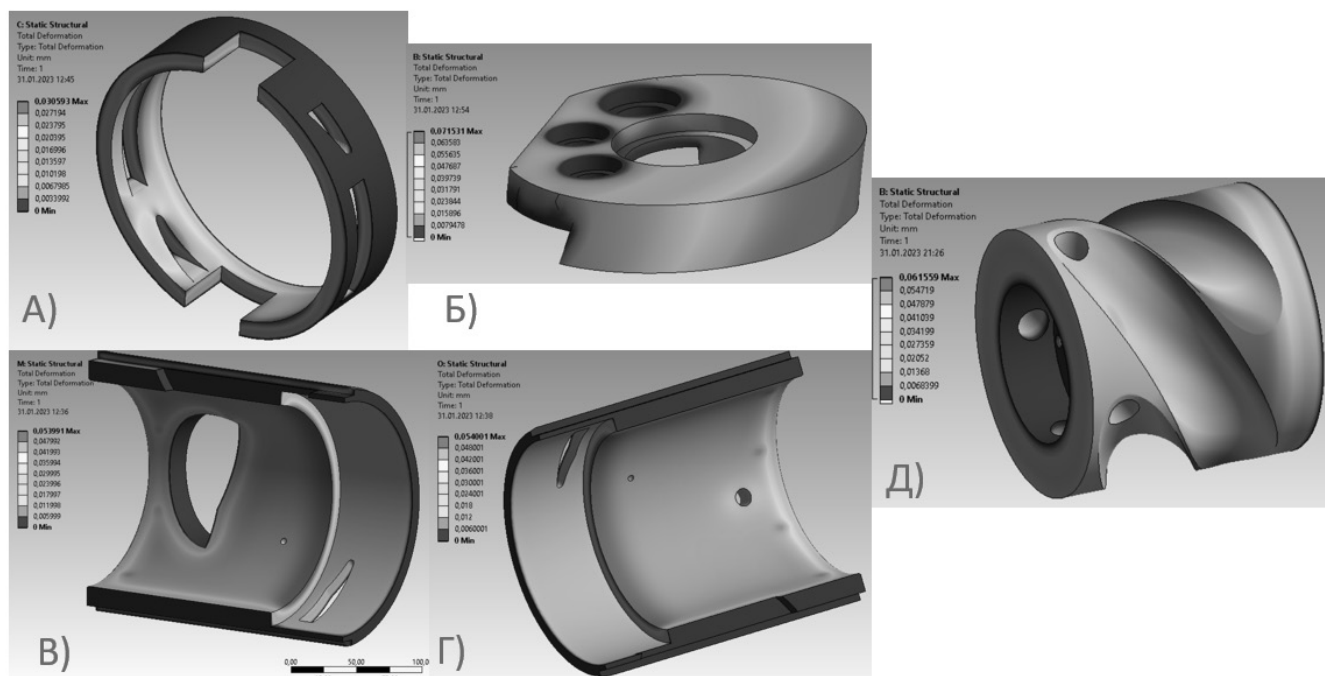 C: Static Structural
Total Deformation
Type: Total Deformation
Unit: mm
Time: 1
31.01.2023 12:45
0,030593 Max
0,027194
0,023795
0,020395
0,016996
0,013597
0,010198
0,0067985
0,0033992
0 Min
А)
B: Static Structural
Total Deformation
Type: Total Deformation
Unit: mm
Time: 1
31.01.2023 12:54
0,071531 Max
0,063583
0,055635
0,047687
0,039739
0,031791
0,023844
0,015896
0,0079478
0 Min
Б)
M: Static Structural
Total Deformation
Type: Total Deformation
Unit: mm
Time: 1
31.01.2023 12:36
0,053991 Max
0,047992
0,041993
0,035994
0,029995
0,023996
0,017997
0,011998
0,005999
0 Min
В)
0,00
50,00
100,0
O: Static Structural
Total Deformation
Type: Total Deformation
Unit: mm
Time: 1
31.01.2023 12:38
0,054001 Max
0,048001
0,042001
0,036001
0,030001
0,024001
0,018
0,012
0,0060001
0 Min
Г)
B: Static Structural
Total Deformation
Type: Total Deformation
Unit: mm
Time: 1
31.01.2023 21:26
0,061559 Max
0,054719
0,047879
0,041039
0,034199
0,027359
0,02052
0,01368
0,0068399
0 Min
Д)